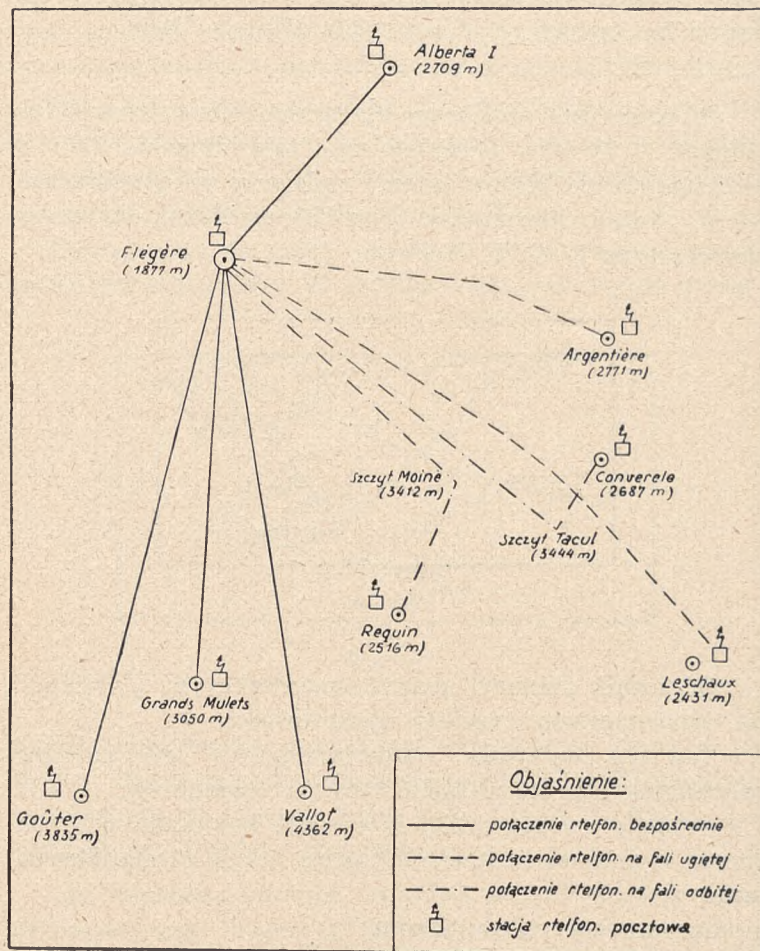 Alberta I
(2709 m)
Flégère
(1877 m)
Argentière
(2771 m)
Szczyt Moine
(3412 m)
Converele
(2687 m)
Szczyt Tacul
(3444 m)
Requin
(2516 m)
Leschaux
(2431 m)
Grands Mulets
(3050 m)
Goûter
(3835 m)
Vallot
(4362 m)
Objaśnienie:
połączenie rtelfon. bezpośrednie
połączenie rtelfon. na fali ugiętej
połączenie rtelfon. na fali odbitej
stacja rtelfon. pocztowa